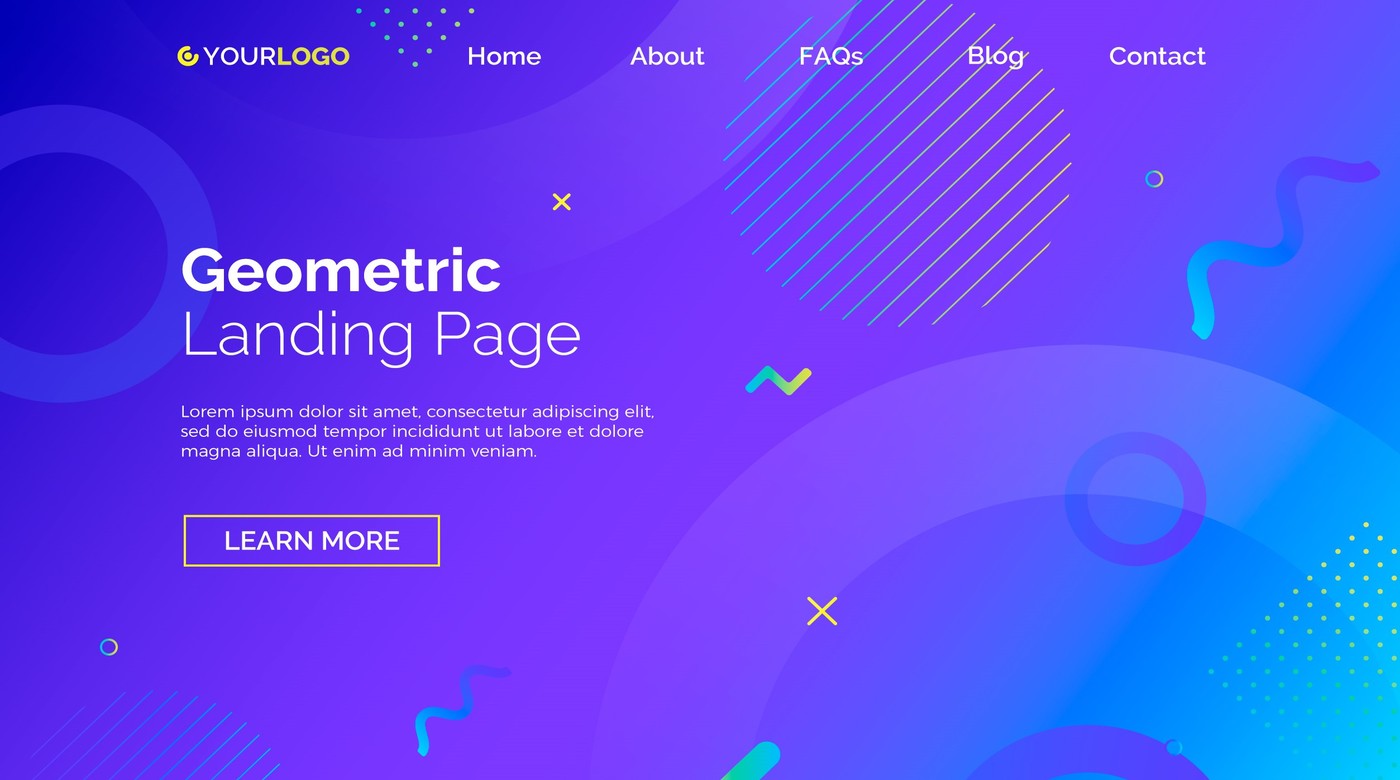 YOURLOGO
Home About FAQs Blog Contact
Geometric
Landing Page
Lorem ipsum dolor sit amet, consectetur adipiscing elit,
sed do eiusmod tempor incididunt ut labore et dolore
magna aliqua. Ut enim ad minim veniam.
LEARN MORE